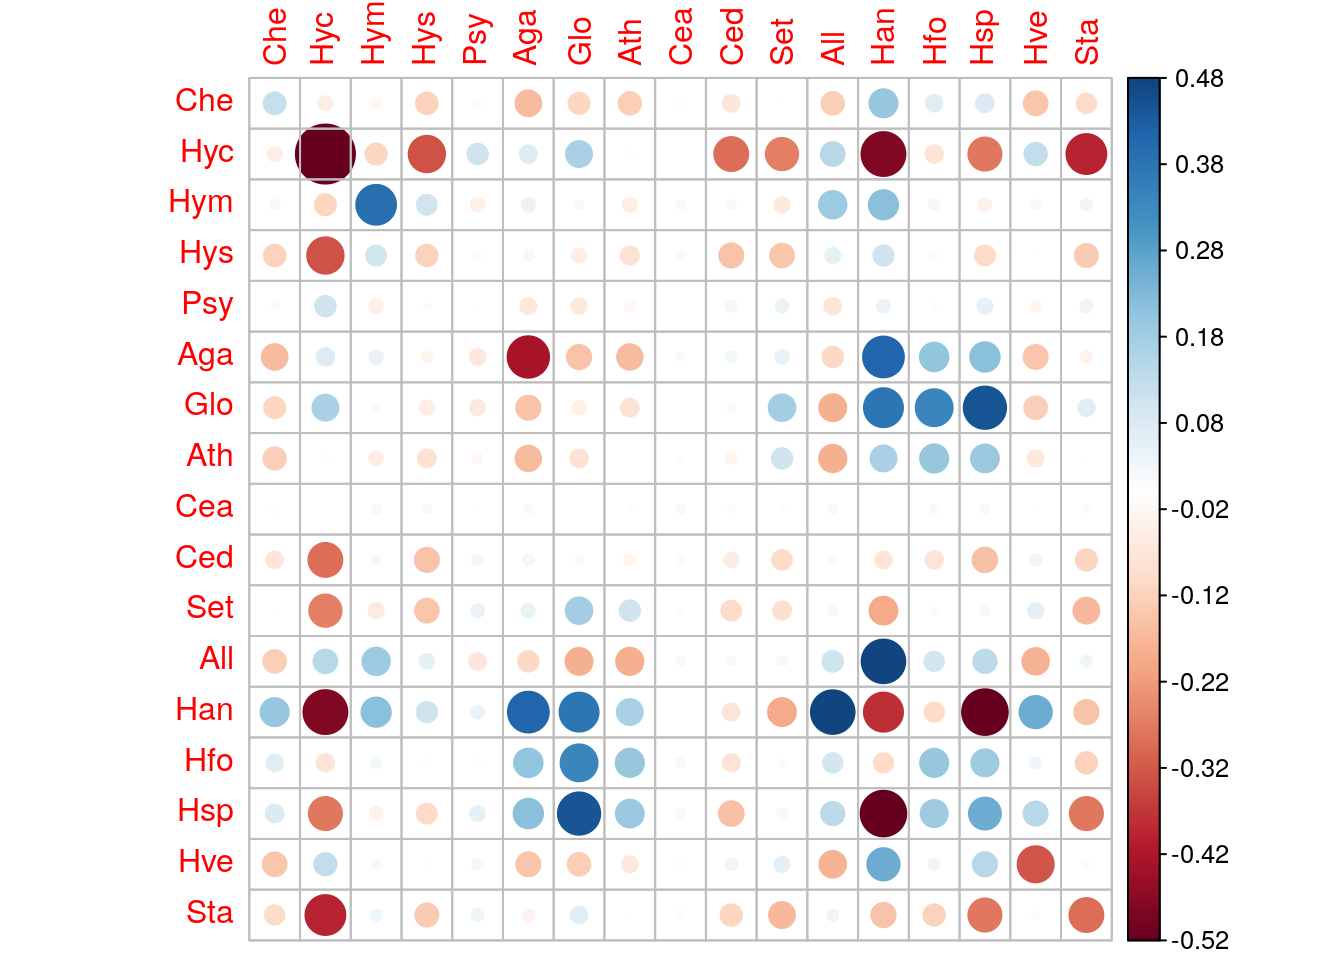 Che Hyc Hym Hys Psy Aga Glo Ath Cea Ced Set All Han Hfo Hsp Hve Sta
Che
Hyc
Hym
Hys
Psy
Aga
Glo
Ath
Cea
Ced
Set
All
Han
Hfo
Hsp
Hve
Sta
0.48
0.38
0.28
0.18
0.08
-0.02
-0.12
-0.22
-0.32
-0.42
-0.52